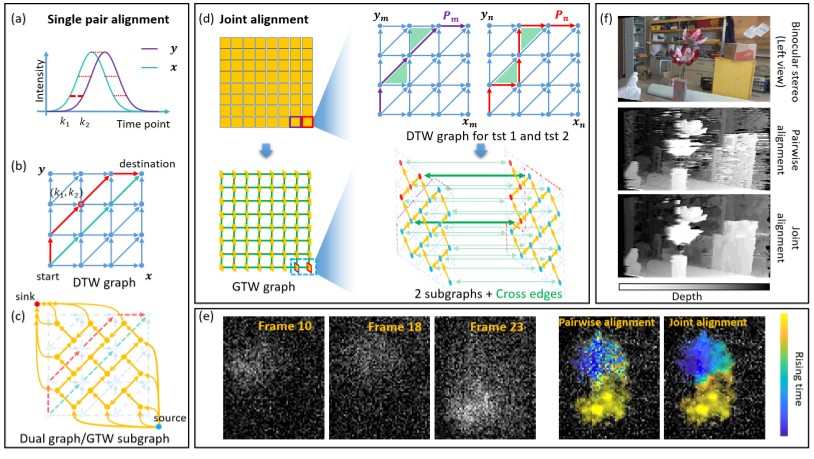 (a)
Single pair alignment
Intensity
y
x
k1
k2
Time point
(b)
y
destination
(k1, k2)
start
DTW graph
x
(c)
sink
source
Dual graph/GTW subgraph
(d)
Joint alignment
GTW graph
ym
Pm
yn
Pn
xm
xn
DTW graph for tst 1 and tst 2
2 subgraphs + Cross edges
(e)
Frame 10
Frame 18
Frame 23
Pairwise alignment
Joint alignment
Rising time
(f)
Binocular stereo
(Left view)
Pairwise
alignment
Joint
alignment
Depth